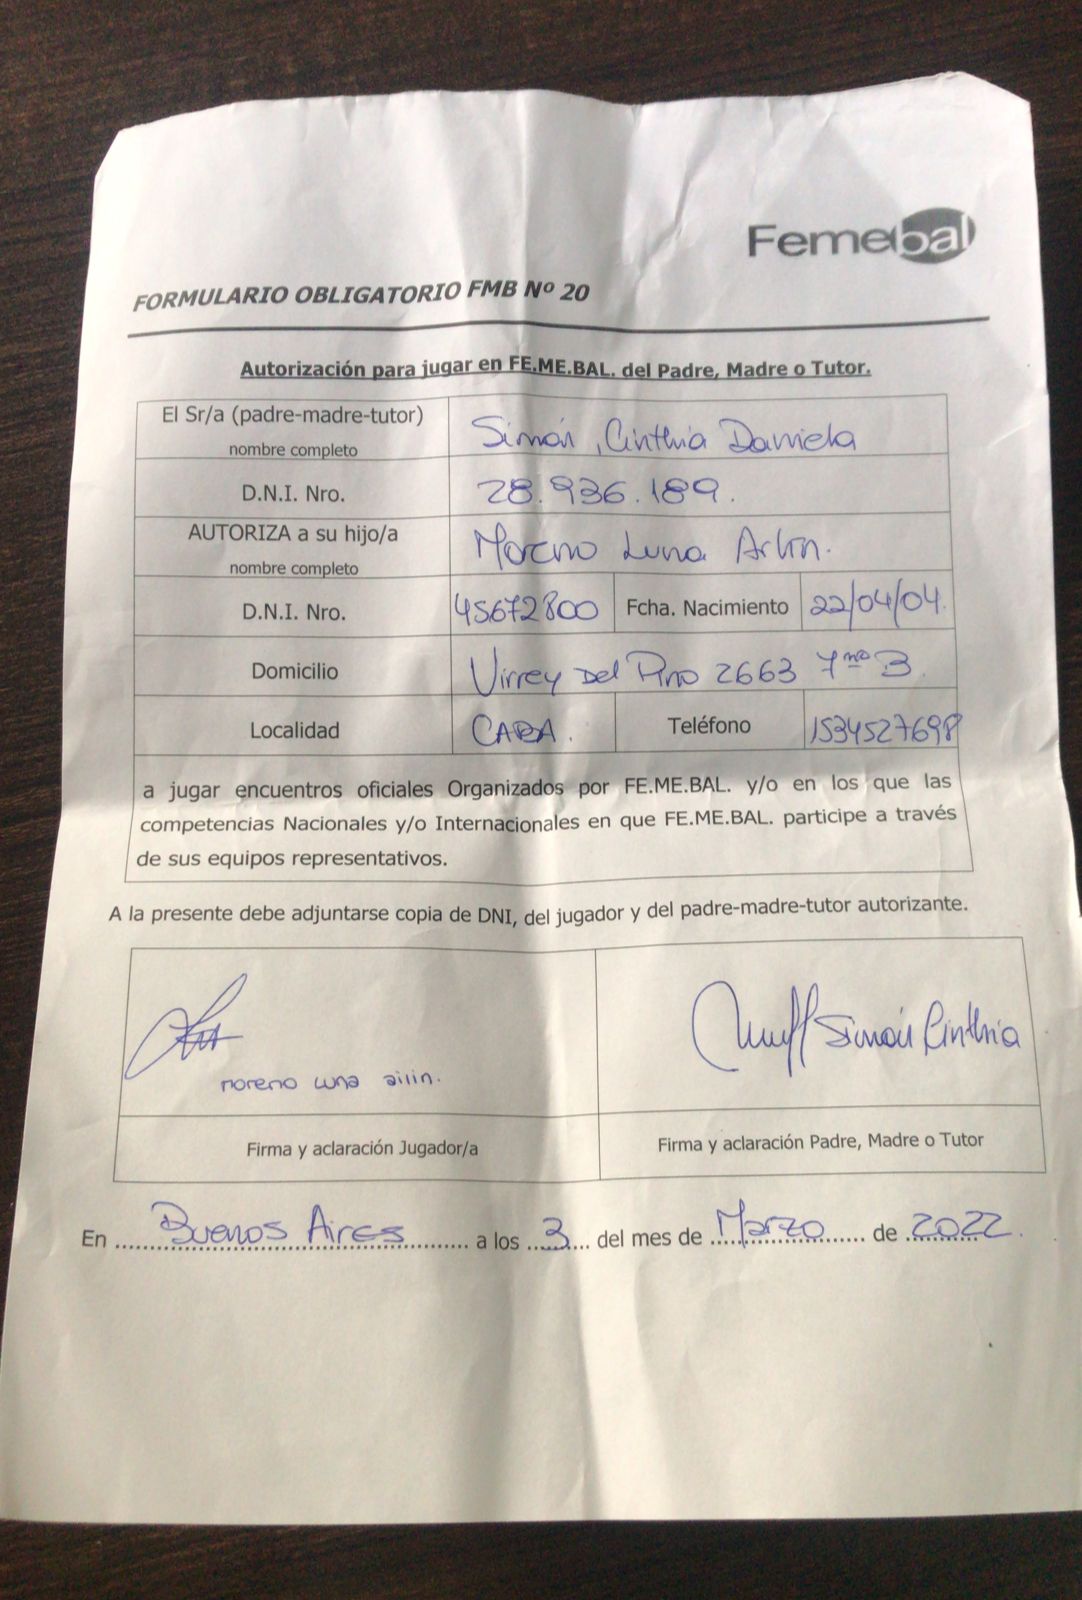 Femebal
FORMULARIO OBLIGATORIO FMB Nº 20
Autorización para jugar en FE.ME.BAL. del Padre, Madre o Tutor.
El Sr/a (padre-madre-tutor) nombre completo Simón, Cinthia Daniela
D.N.I. Nro. 28.936.189.
AUTORIZA a su hijo/a nombre completo Moreno Luna Ailin.
D.N.I. Nro. 45672800 Fcha. Nacimiento 22/04/04.
Domicilio Virrey Del Pino 2663 7mo B
Localidad CABA. Teléfono 1534527698
a jugar encuentros oficiales Organizados por FE.ME.BAL. y/o en los que las
competencias Nacionales y/o Internacionales en que FE.ME.BAL. participe a través
de sus equipos representativos.
A la presente debe adjuntarse copia de DNI, del jugador y del padre-madre-tutor autorizante.
Simón Cinthia
moreno luna ailin.
Firma y aclaración Jugador/a Firma y aclaración Padre, Madre o Tutor
En Buenos Aires a los 3 del mes de Marzo de 2022.